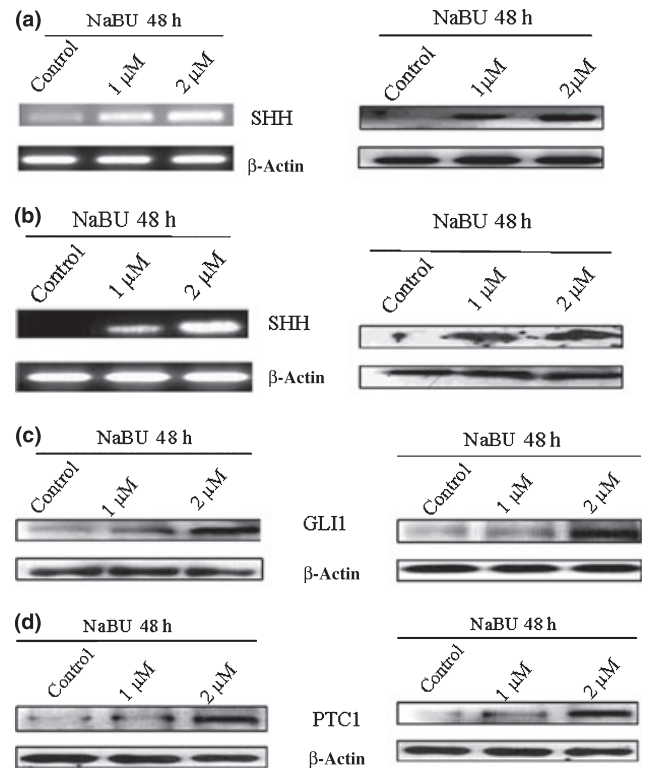 (a)
NaBU 48 h
Control
1 µM
2 µM
SHH
β-Actin
NaBU 48 h
Control
1µM
2µM
(b)
NaBU 48 h
Control
1 µM
2 µM
SHH
β-Actin
NaBU 48 h
Control
1 µM
2 µM
(c)
NaBU 48 h
Control
1 µM
2 µM
GLI1
β-Actin
NaBU 48 h
Control
1 µM
2 µM
(d)
NaBU 48 h
Control
1 µM
2 µM
PTC1
β-Actin
NaBU 48 h
Control
1 µM
2 µM